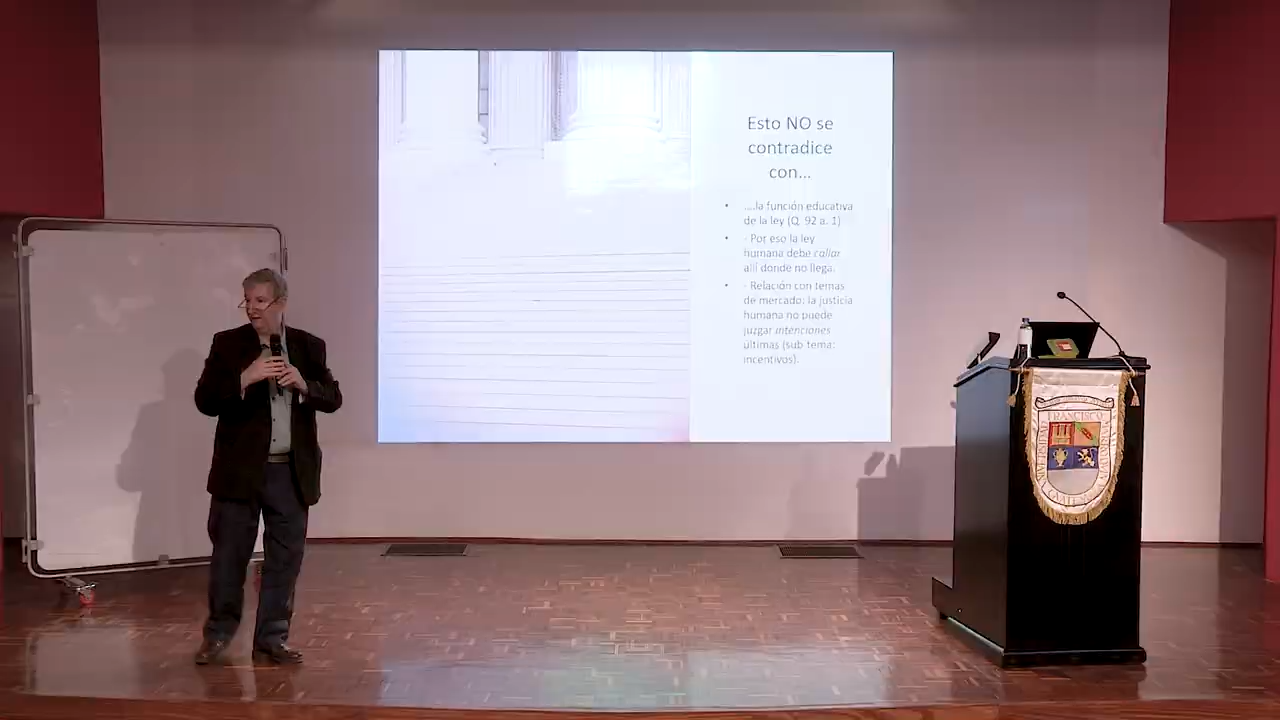 Esto NO se
contradice
con...
• ....la función educativa
de la ley (Q. 92 a. 1)
• - Por eso la ley
humana debe callar
allí donde no llega.
• - Relación con temas
de mercado: la justicia
humana no puede
juzgar intenciones
últimas (sub tema:
incentivos).
FRANCISCO